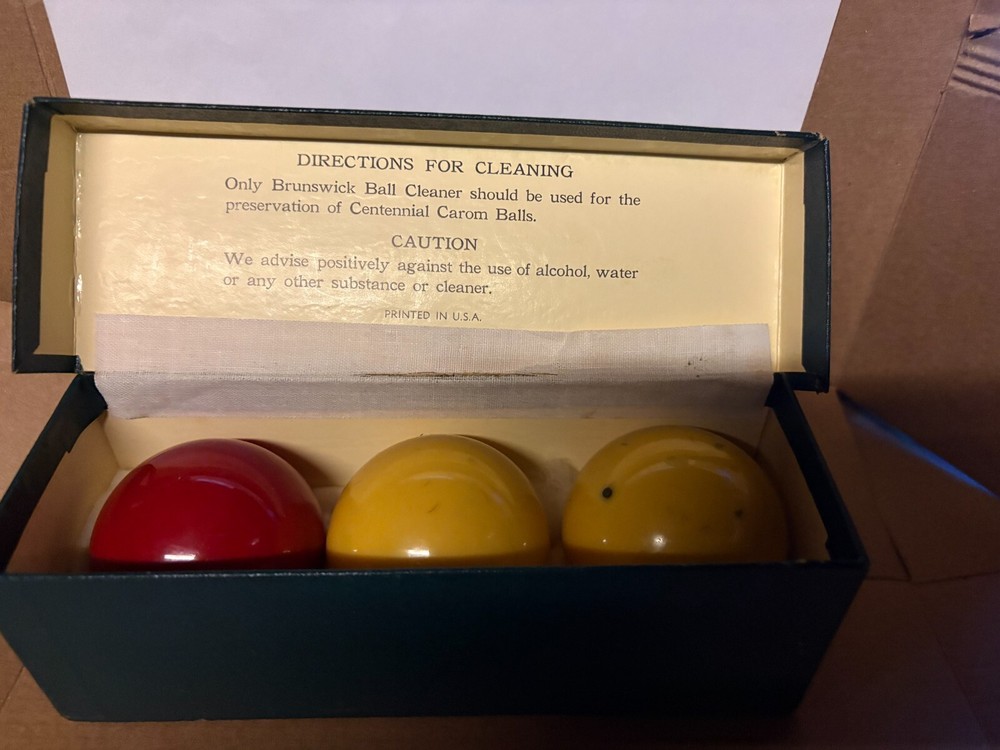 DIRECTIONS FOR CLEANING
Only Brunswick Ball Cleaner should be used for the
preservation of Centennial Carom Balls.
CAUTION
We advise positively against the use of alcohol, water
or any other substance or cleaner.
PRINTED IN U.S.A.